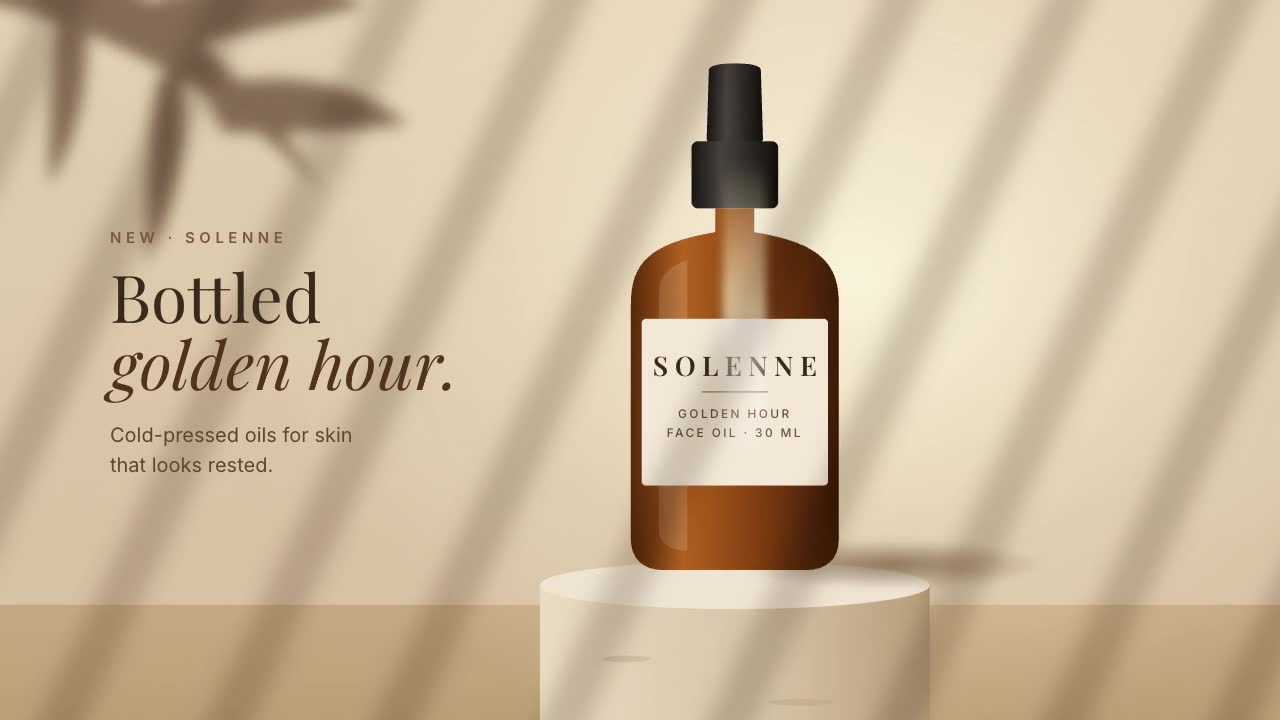 NEW · SOLENNE
Bottled
golden hour.
Cold-pressed oils for skin
that looks rested.
SOLENNE
GOLDEN HOUR
FACE OIL · 30 ML